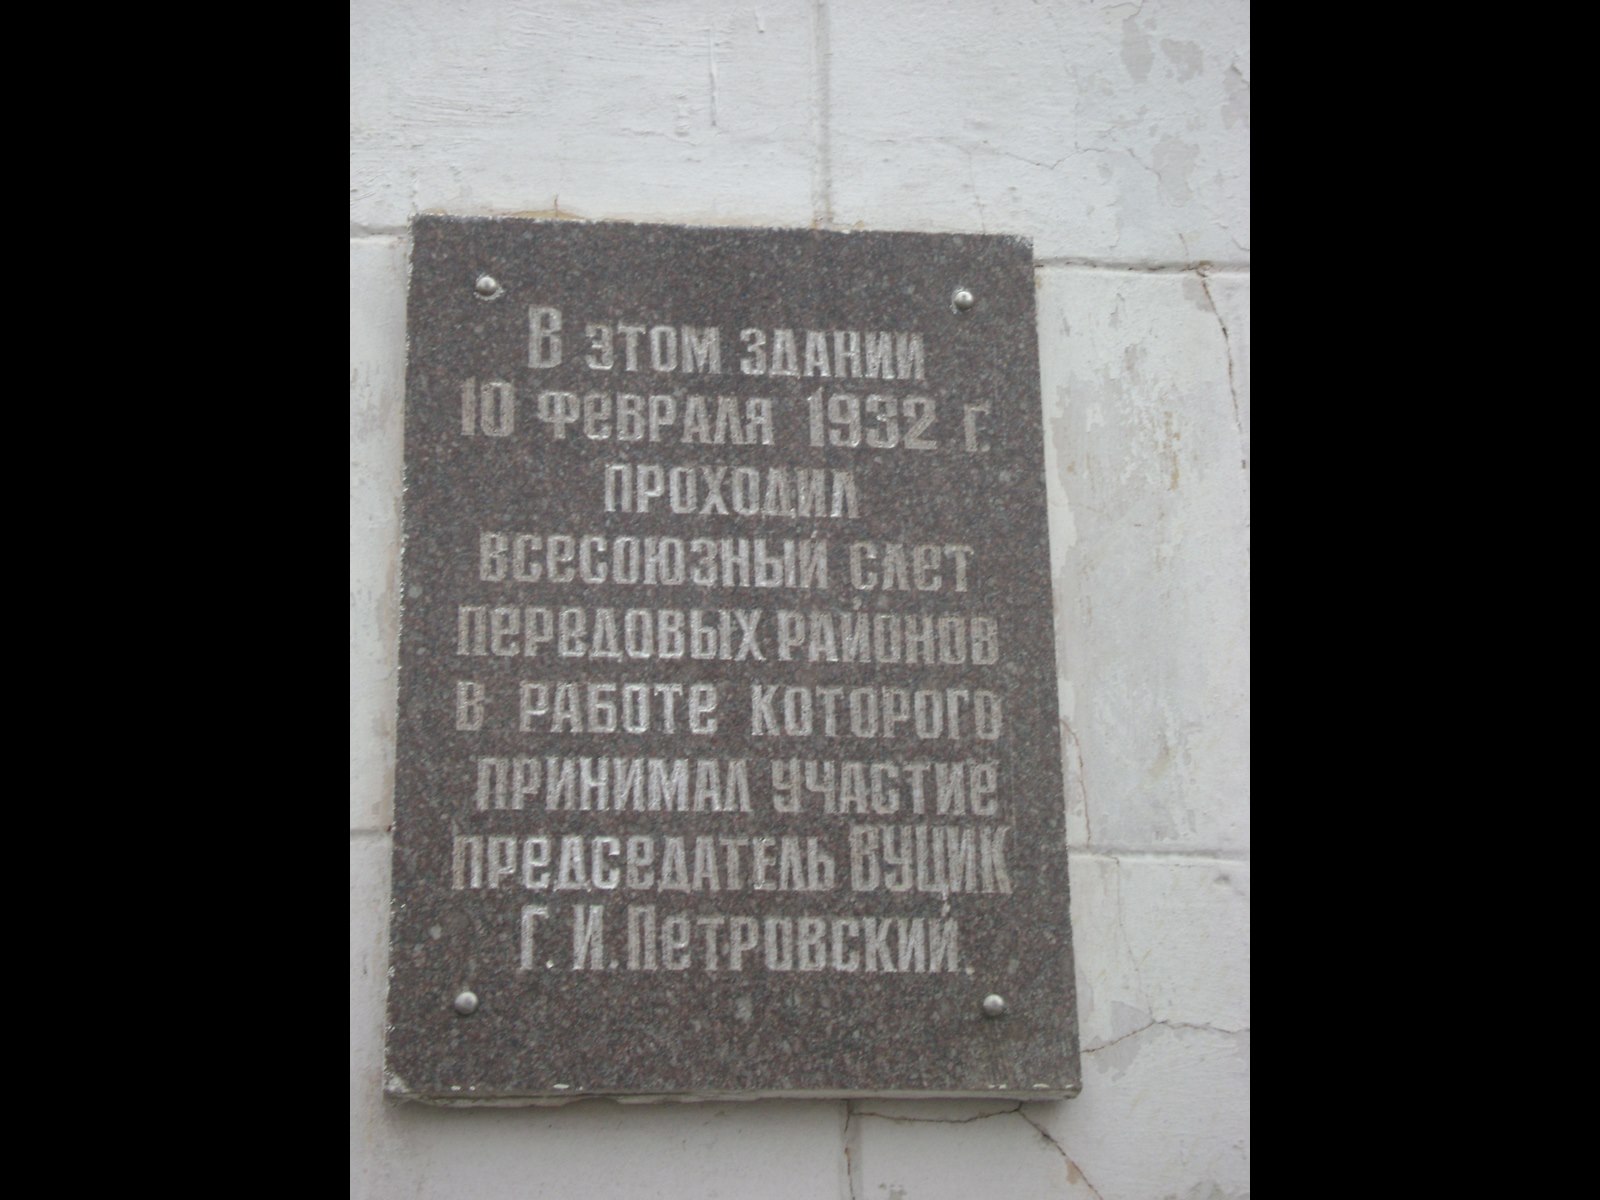 В этом здании
10 февраля 1932 г.
проходил
всесоюзный слет
передовых районов
в работе которого
принимал участие
председатель ВУЦИК
Г. И. Петровский.